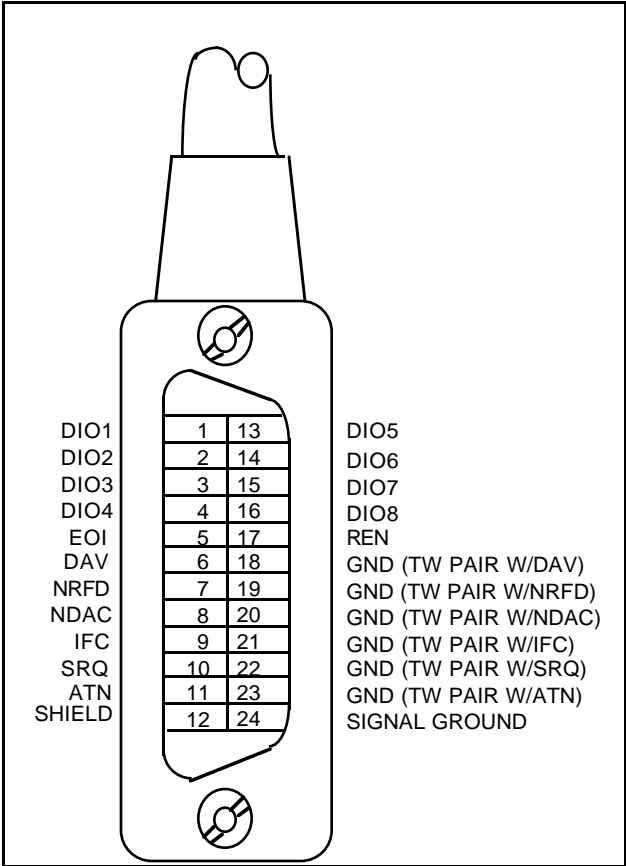 DIO1 1 13 DIO5
DIO2 2 14 DIO6
DIO3 3 15 DIO7
DIO4 4 16 DIO8
EOI 5 17 REN
DAV 6 18 GND (TW PAIR W/DAV)
NRFD 7 19 GND (TW PAIR W/NRFD)
NDAC 8 20 GND (TW PAIR W/NDAC)
IFC 9 21 GND (TW PAIR W/IFC)
SRQ 10 22 GND (TW PAIR W/SRQ)
ATN 11 23 GND (TW PAIR W/ATN)
SHIELD 12 24 SIGNAL GROUND